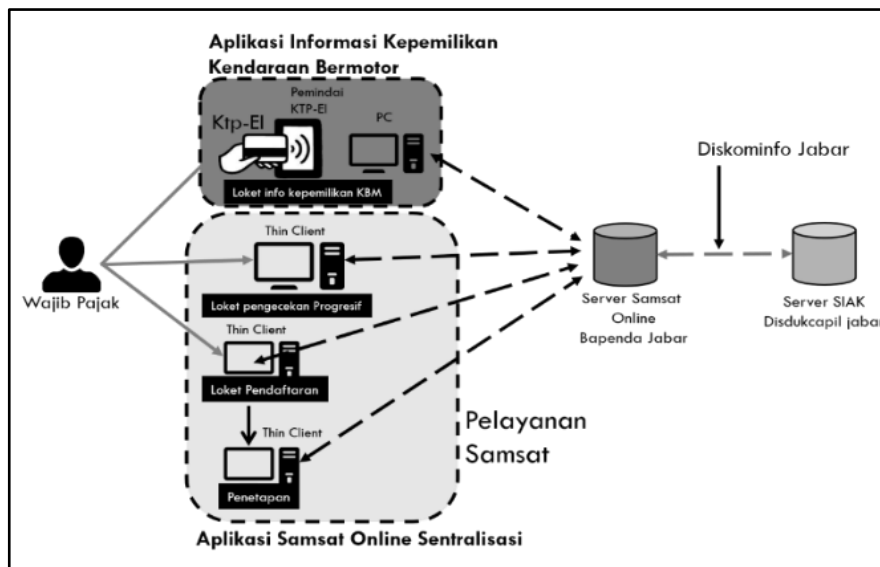 Aplikasi Informasi Kepemilikan
Kendaraan Bermotor
Pemindai
KTP-El
Ktp-El
PC
Loket info kepemilikan KBM
Diskominfo Jabar
Thin Client
Loket pengecekan Progresif
Wajib Pajak
Server Samsat
Online
Bapenda Jabar
Server SIAK
Disdukcapil jabar
Thin Client
Loket Pendaftaran
Thin Client
Penetapan
Pelayanan
Samsat
Aplikasi Samsat Online Sentralisasi